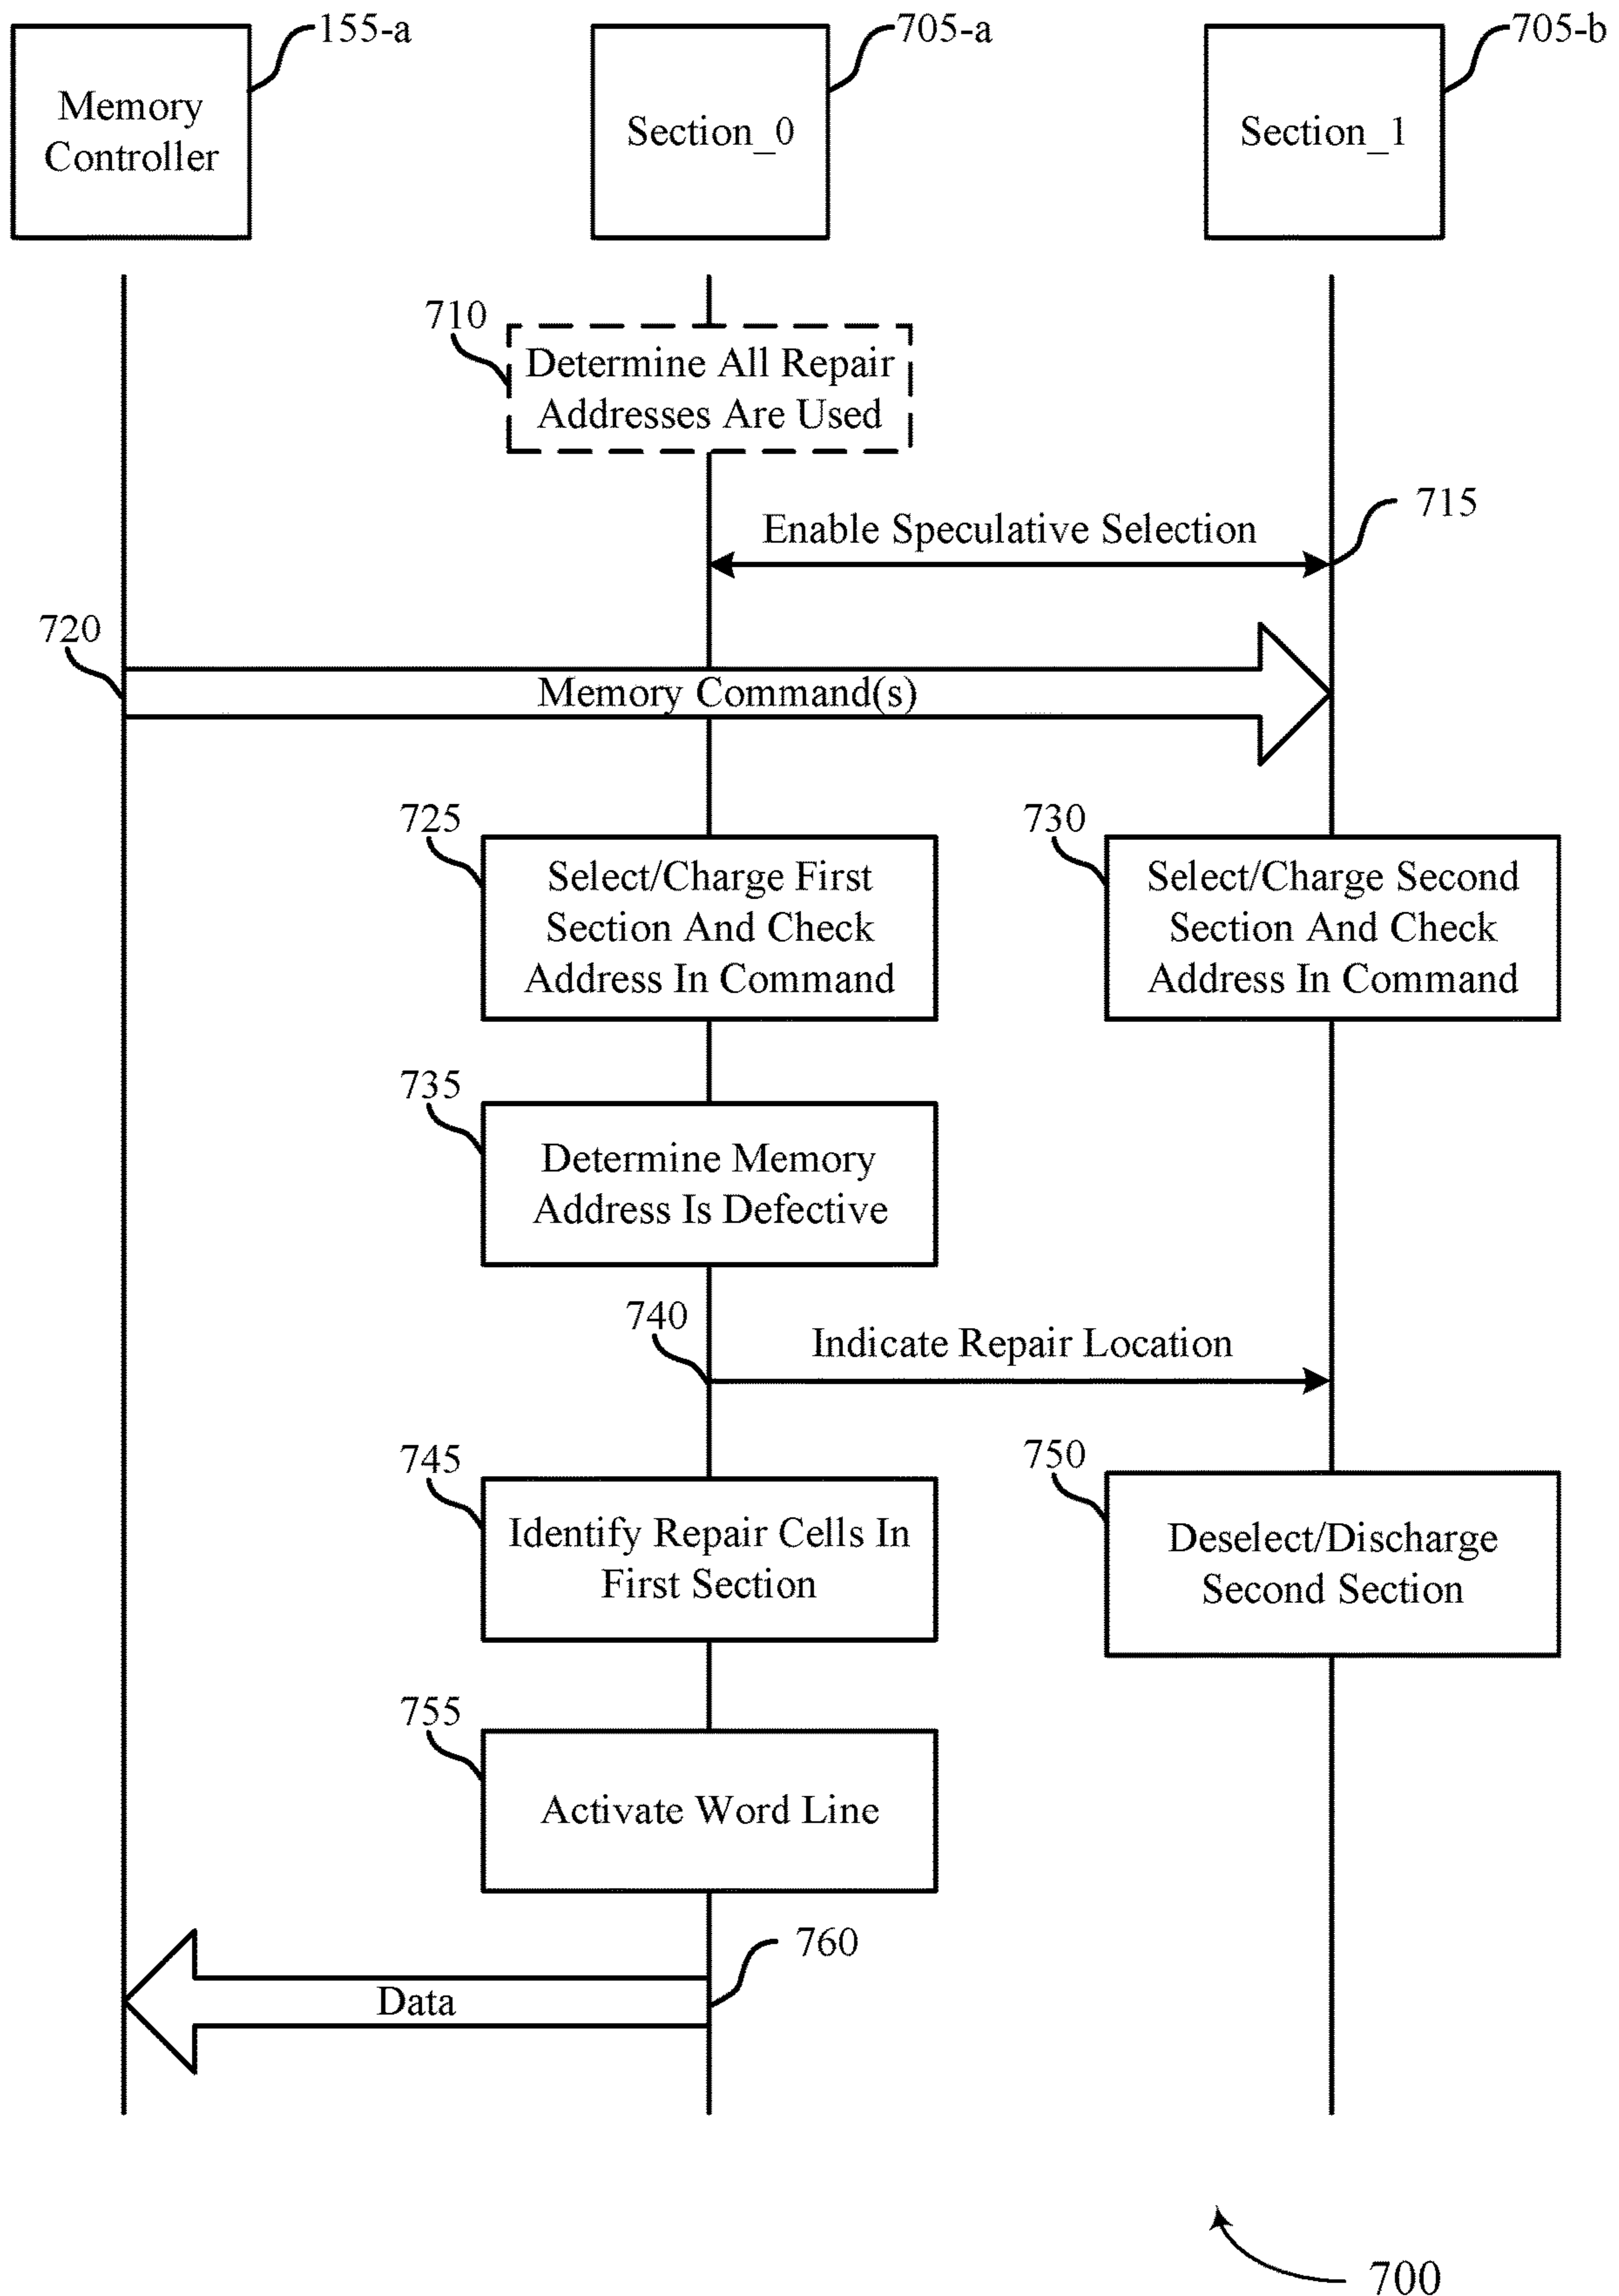 155-a
705-a
705-b
Memory
Controller
Section_0
Section_1
710
Determine All Repair
Addresses Are Used
715
Enable Speculative Selection
720
Memory Command(s)
725
Select/Charge First
Section And Check
Address In Command
730
Select/Charge Second
Section And Check
Address In Command
735
Determine Memory
Address Is Defective
740
Indicate Repair Location
745
Identify Repair Cells In
First Section
750
Deselect/Discharge
Second Section
755
Activate Word Line
760
Data
700